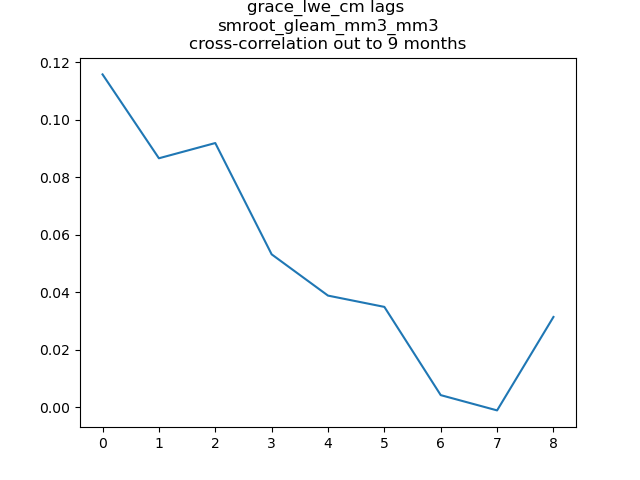 grace_lwe_cm lags
smroot_gleam_mm3_mm3
cross-correlation out to 9 months
0.12
0.10
0.08
0.06
0.04
0.02
0.00
0 1 2 3 4 5 6 7 8